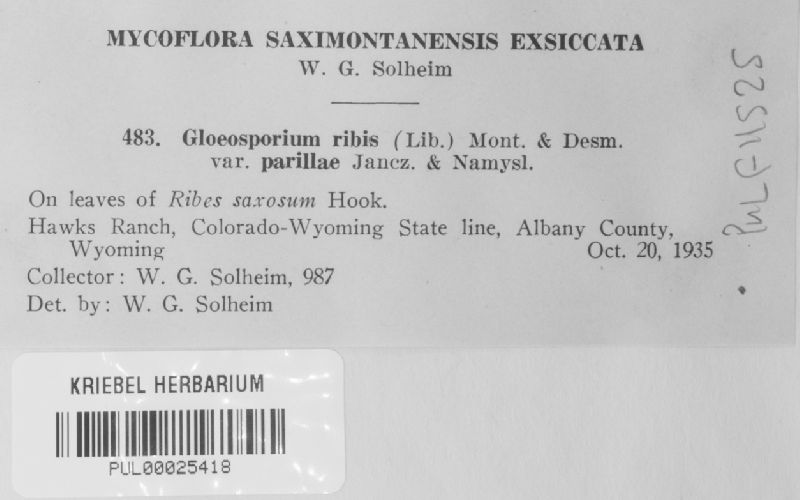 MYCOFLORA SAXIMONTANENSIS EXSICCATA
W. G. Solheim
483. Gloeosporium ribis (Lib.) Mont. & Desm.
var. parillae Jancz. & Namysl.
On leaves of Ribes saxosum Hook.
Hawks Ranch, Colorado-Wyoming State line, Albany County,
Wyoming Oct. 20, 1935
Collector: W. G. Solheim, 987
Det. by: W. G. Solheim
PulF11525
KRIEBEL HERBARIUM
PUL00025418